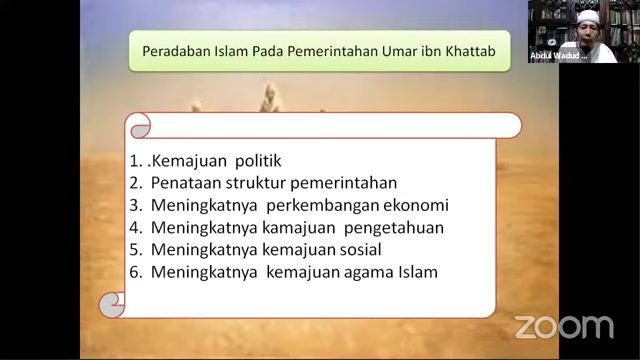 Peradaban Islam Pada Pemerintahan Umar ibn Khattab
1. .Kemajuan politik
2. Penataan struktur pemerintahan
3. Meningkatnya perkembangan ekonomi
4. Meningkatnya kamajuan pengetahuan
5. Meningkatnya kemajuan sosial
6. Meningkatnya kemajuan agama Islam
Abdul Wadud ...
zoom